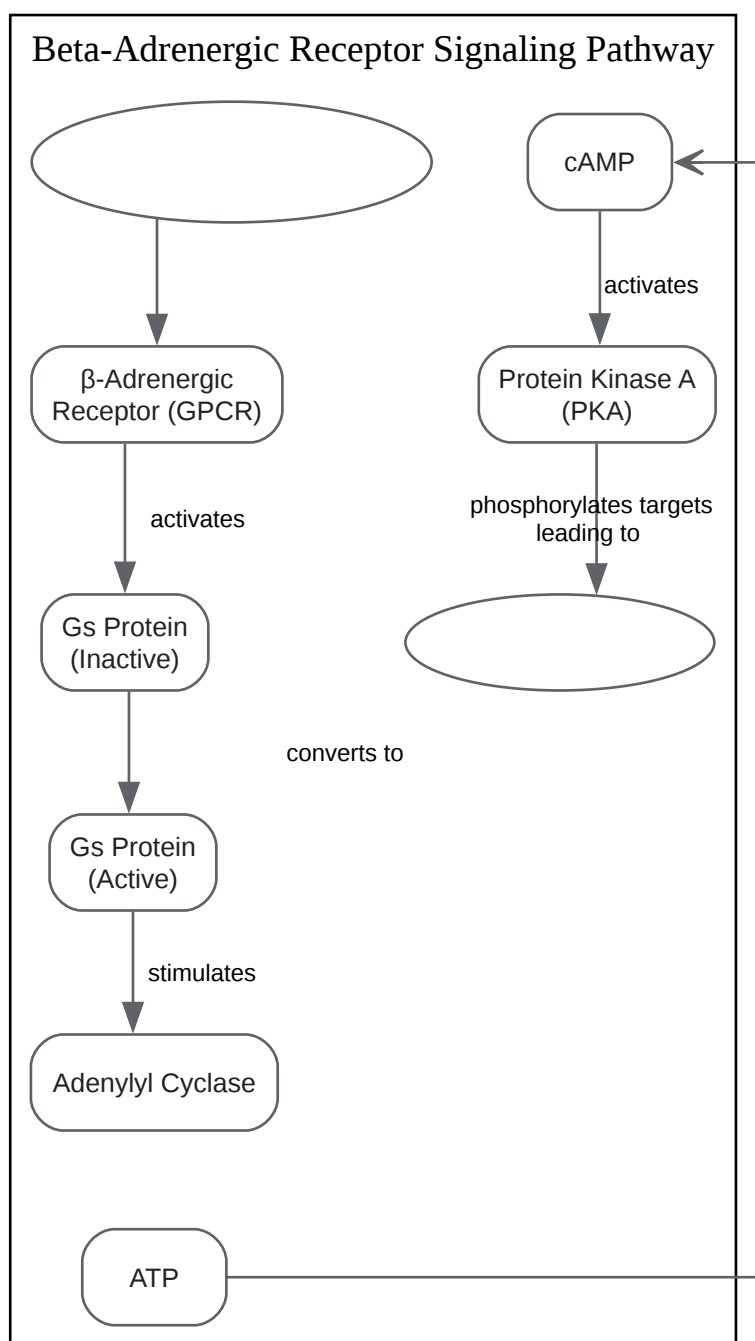 Beta-Adrenergic Receptor Signaling Pathway
β-Adrenergic
Receptor (GPCR)
activates
Gs Protein
(Inactive)
converts to
Gs Protein
(Active)
stimulates
Adenylyl Cyclase
ATP
cAMP
activates
Protein Kinase A
(PKA)
phosphorylates targets
leading to